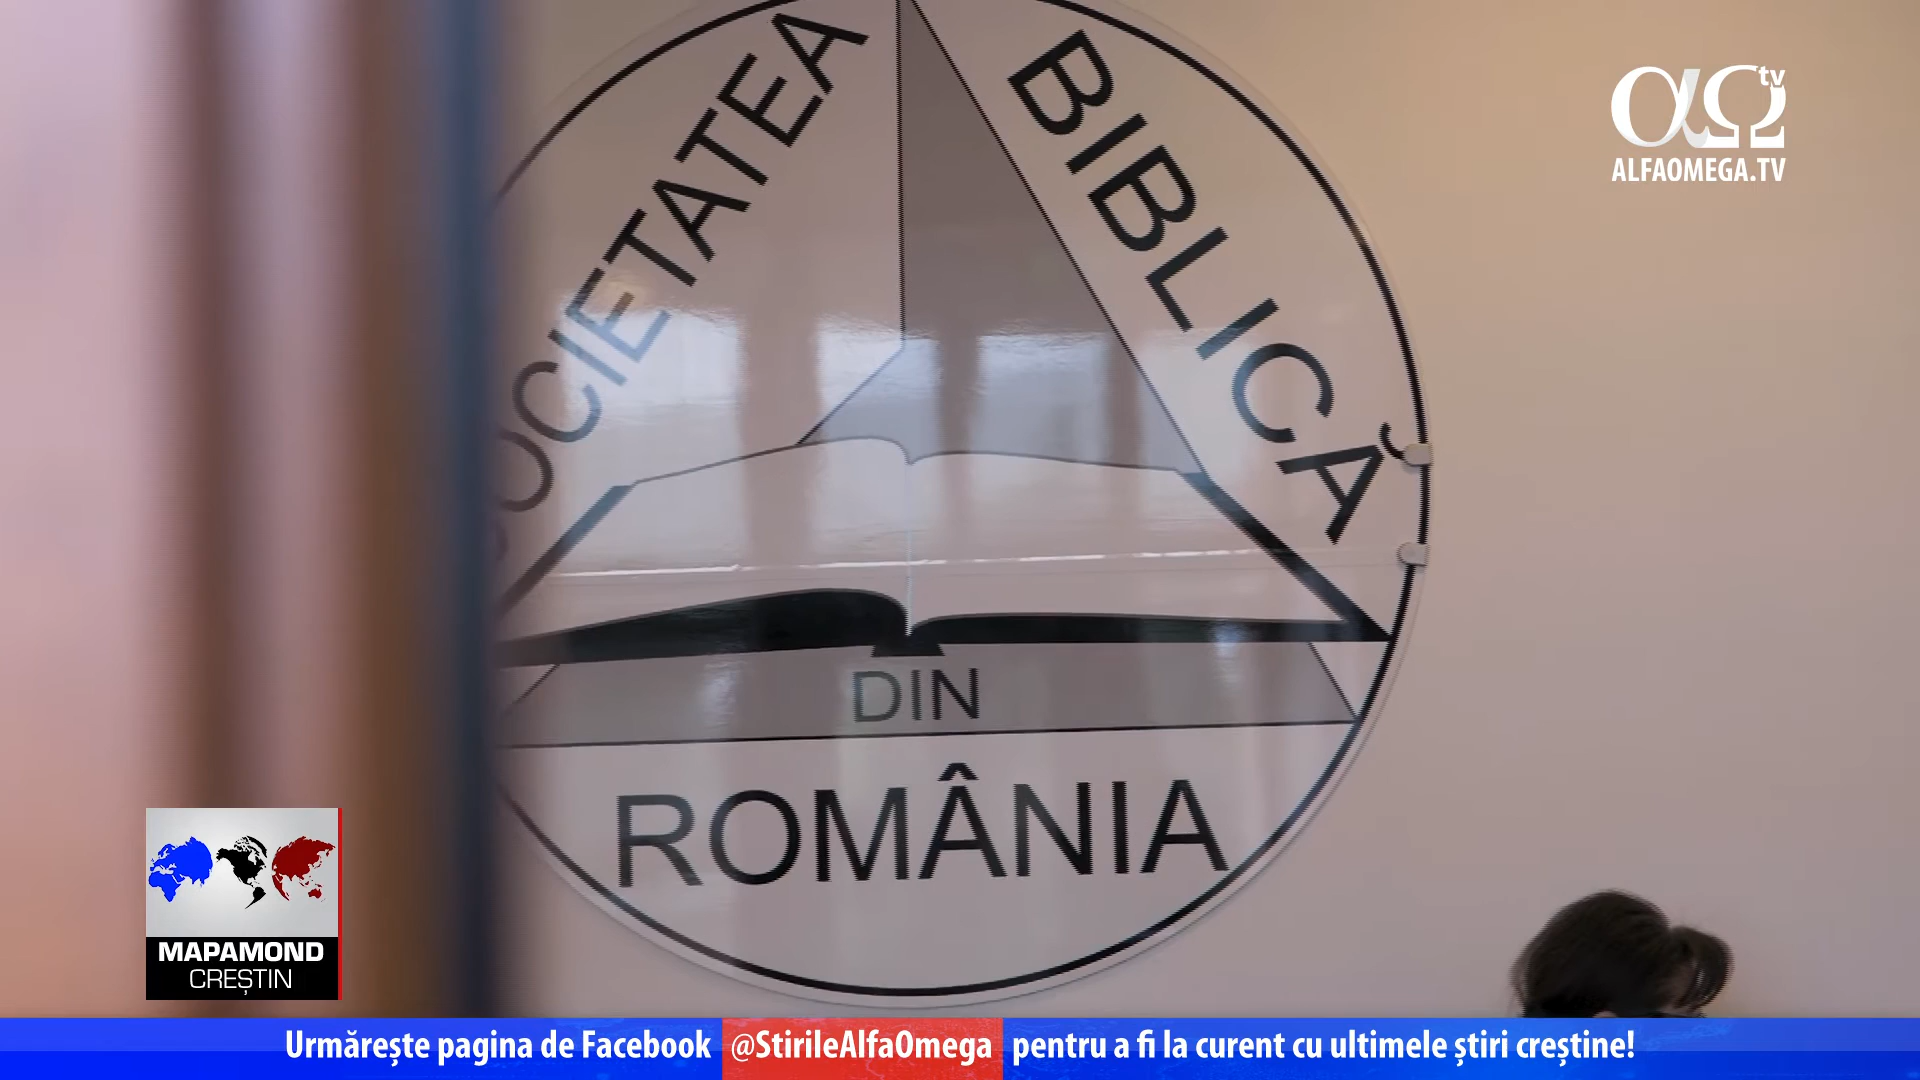 SOCIETATEA
BIBLICĂ
DIN
ROMÂNIA
αΩ tv
ALFAOMEGA.TV
MAPAMOND
CREȘTIN
Urmărește pagina de Facebook @StirileAlfaOmega pentru a fi la curent cu ultimele știri creștine!